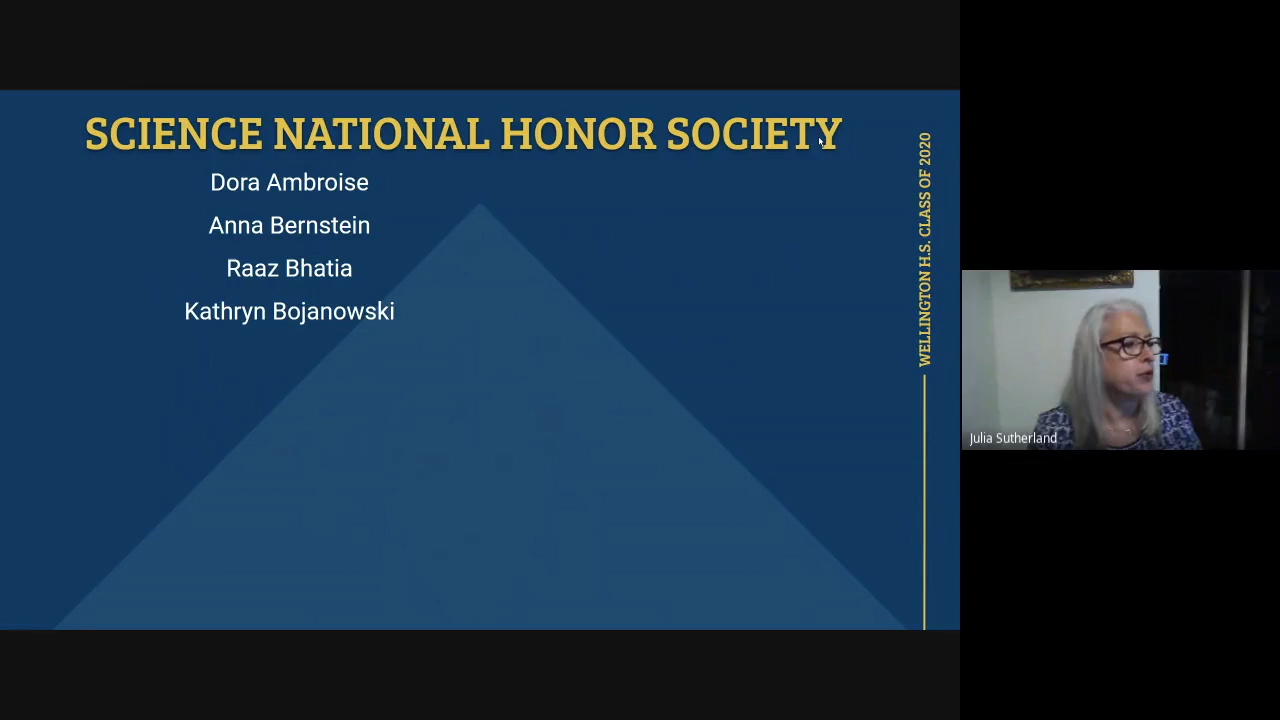 SCIENCE NATIONAL HONOR SOCIETY
Dora Ambroise
Anna Bernstein
Raaz Bhatia
Kathryn Bojanowski
WELLINGTON H.S. CLASS OF 2020
Julia Sutherland